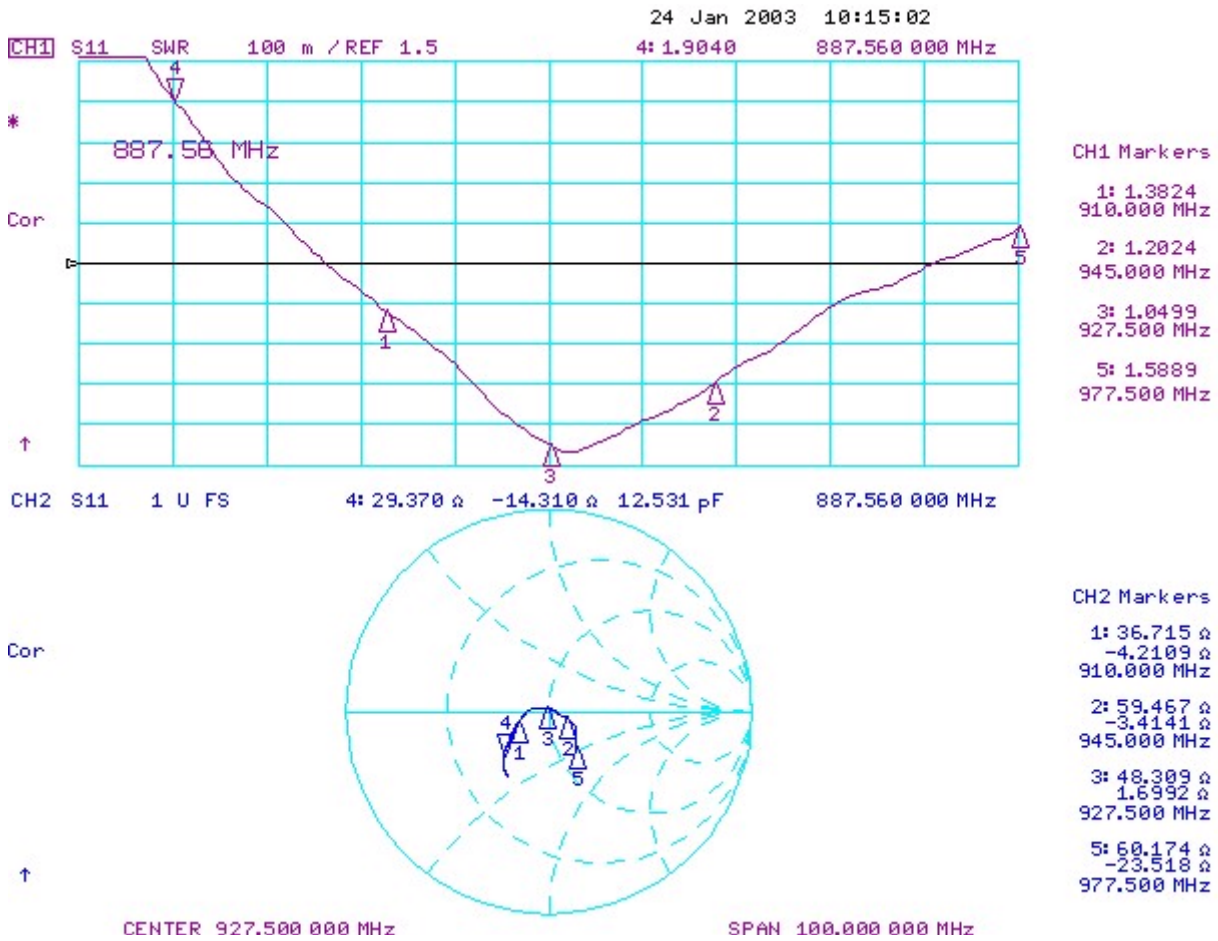 24 Jan 2003 10:15:02
CH1 S11 SWR 100 m / REF 1.5 4: 1.9040 887.560 000 MHz
4
*
887.56 MHz
Cor
1
2
3
5
↑
CH1 Markers
1: 1.3824
910.000 MHz
2: 1.2024
945.000 MHz
3: 1.0499
927.500 MHz
5: 1.5889
977.500 MHz
CH2 S11 1 U FS 4: 29.370 Ω -14.310 Ω 12.531 pF 887.560 000 MHz
Cor
4
1
3
2
5
↑
CH2 Markers
1: 36.715 Ω
-4.2109 Ω
910.000 MHz
2: 59.467 Ω
-3.4141 Ω
945.000 MHz
3: 48.309 Ω
1.6992 Ω
927.500 MHz
5: 60.174 Ω
-23.518 Ω
977.500 MHz
CENTER 927.500 000 MHz SPAN 100.000 000 MHz